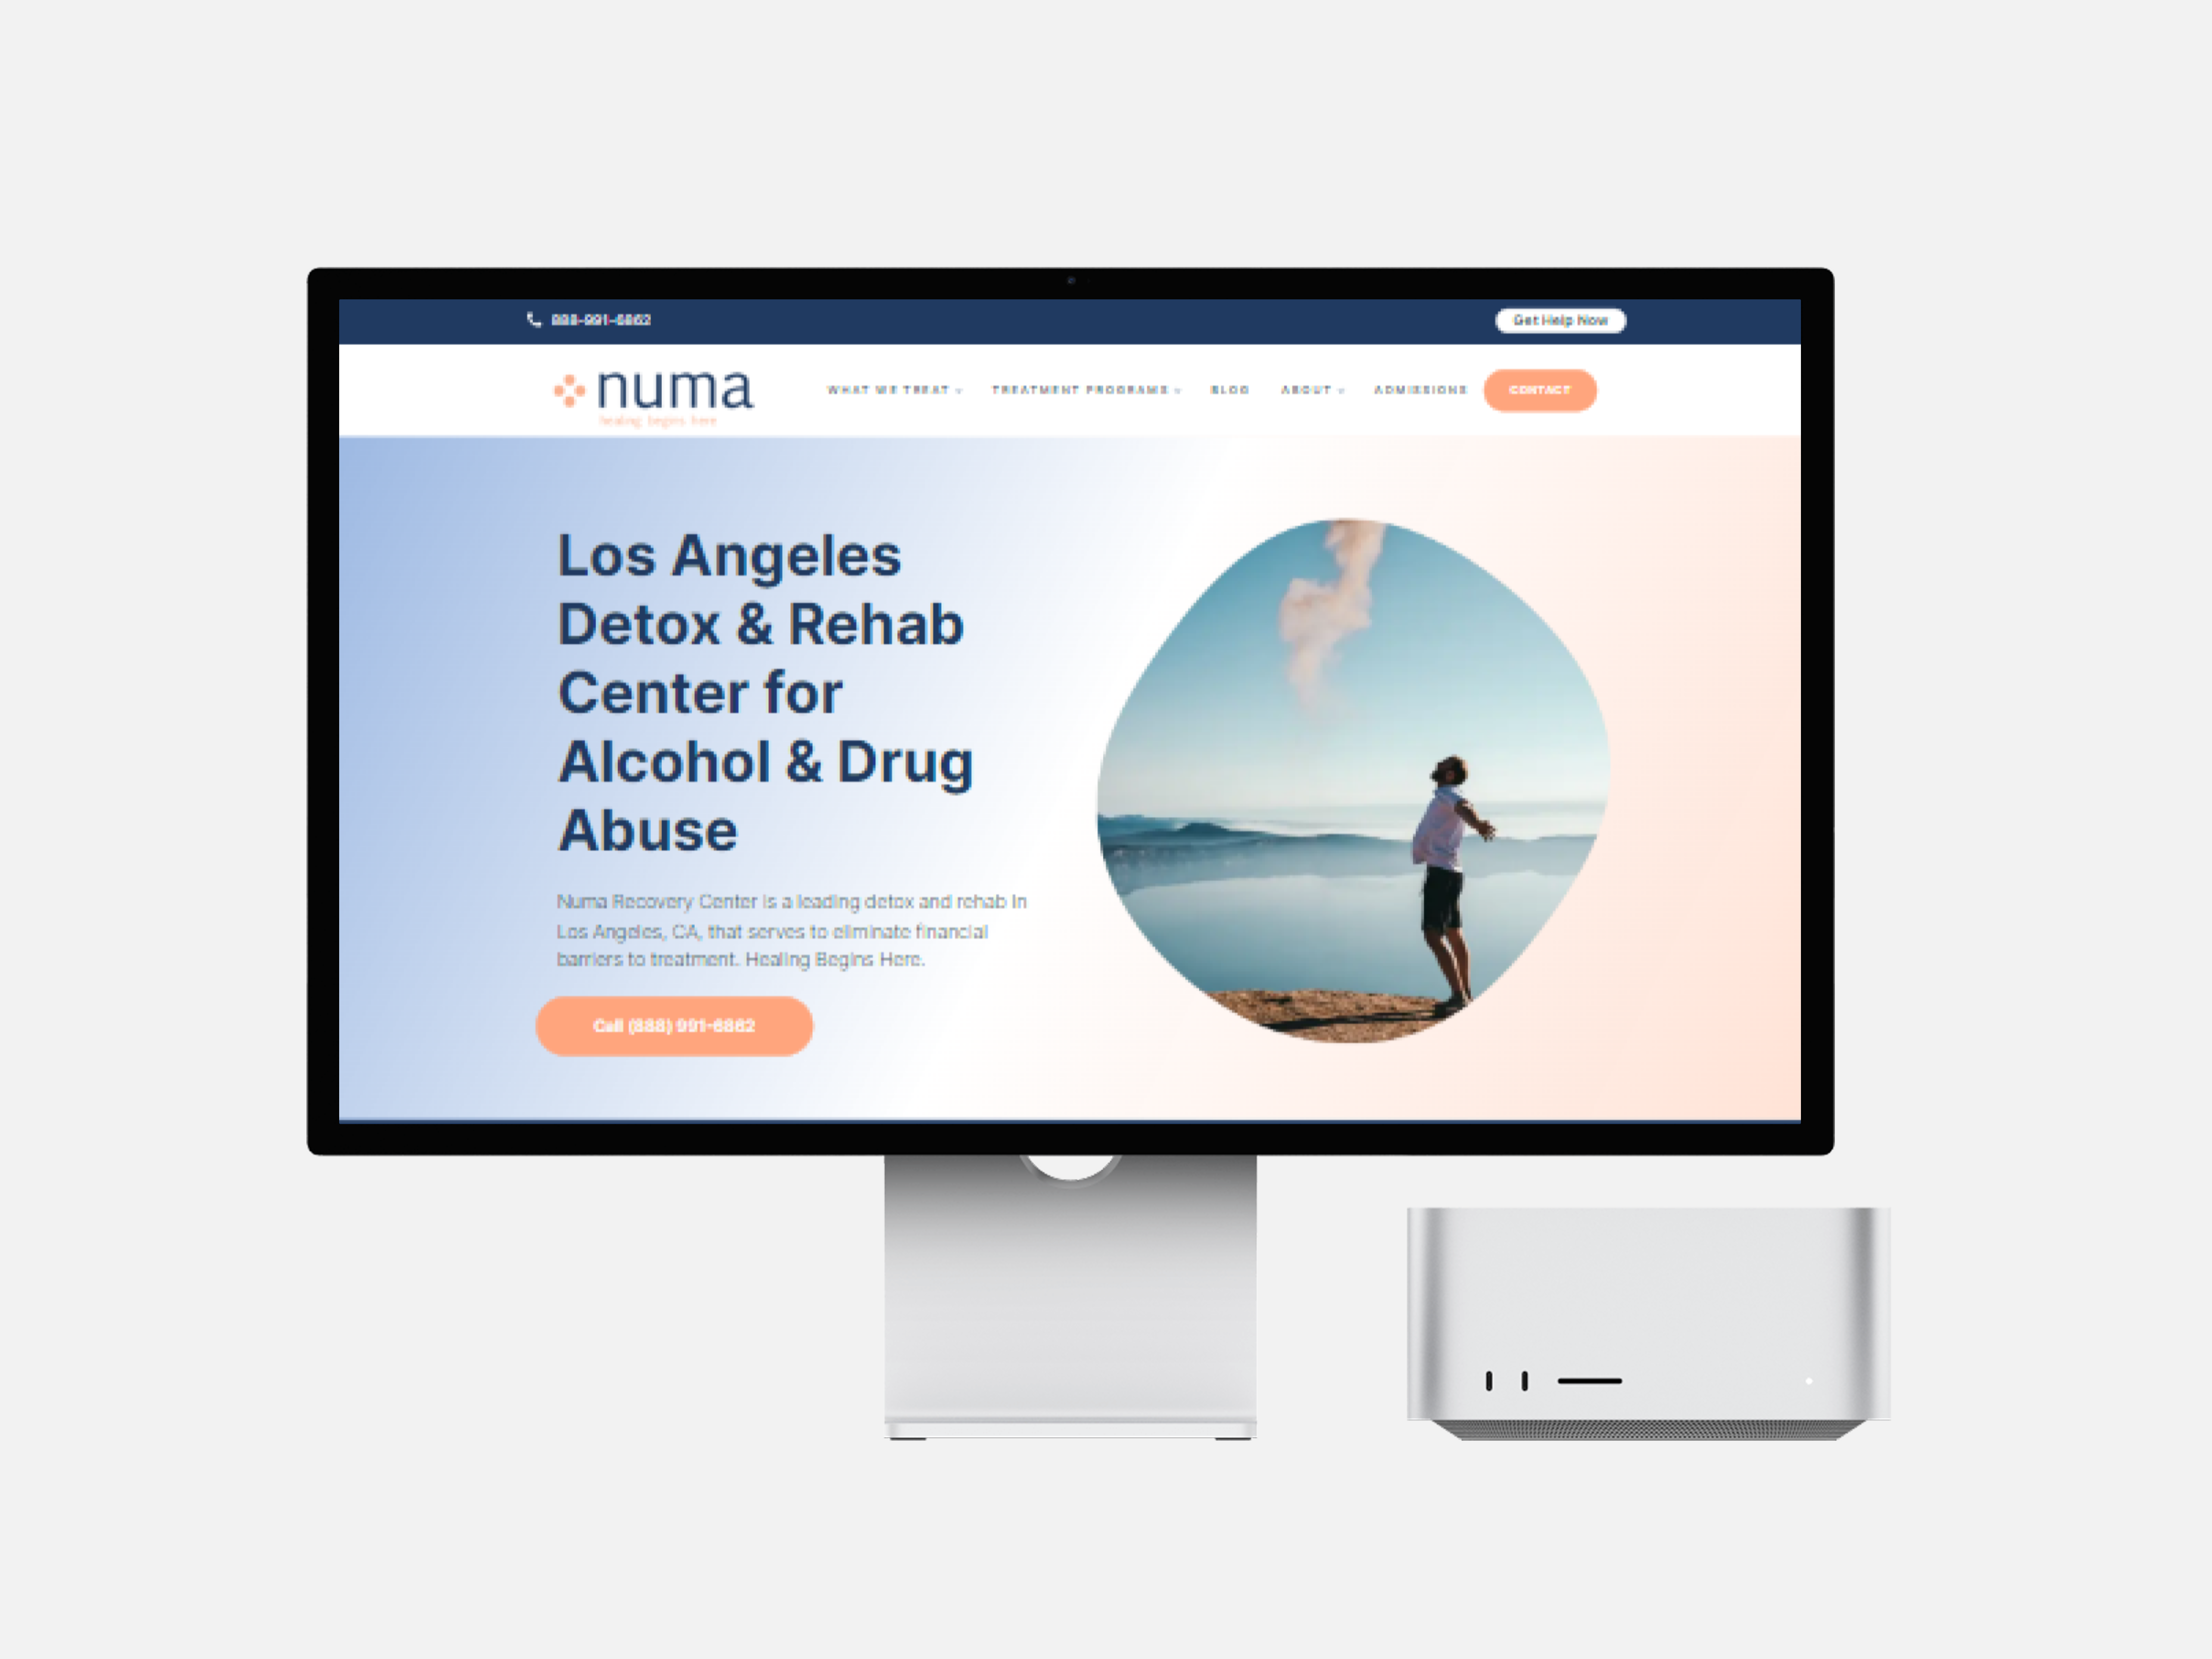 888-991-6862
Get Help Now
numa
healing begins here
WHAT WE TREAT
TREATMENT PROGRAMS
BLOG
ABOUT
ADMISSIONS
CONTACT
Los Angeles
Detox & Rehab
Center for
Alcohol & Drug
Abuse
Numa Recovery Center is a leading detox and rehab in
Los Angeles, CA, that serves to eliminate financial
barriers to treatment. Healing Begins Here.
Call (888) 991-6862